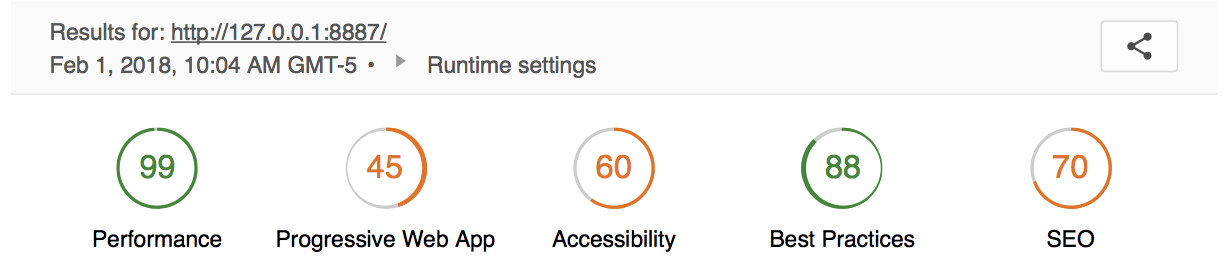 Results for: http://127.0.0.1:8887/
Feb 1, 2018, 10:04 AM GMT-5 • ▶ Runtime settings
99 45 60 88 70
Performance Progressive Web App Accessibility Best Practices SEO